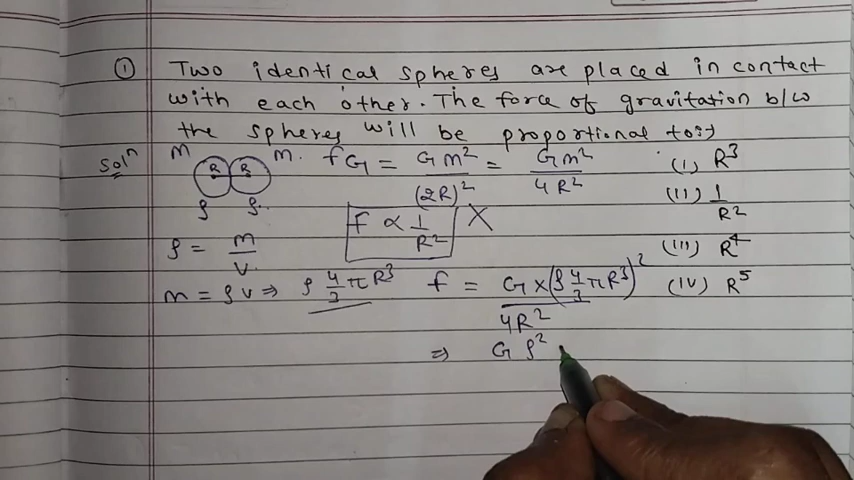 ① Two identical spheres are placed in contact
with each other. The force of gravitation b/w
the spheres will be proportional to:)
Solⁿ m R R m. fG = Gm² / (2R)² = Gm² / 4R² (i) R³
ρ ρ. (ii) 1/R²
f ∝ 1/R² X
ρ = m/v. (iii) R⁴
m = ρv ⇒ ρ 4/3 πR³ f = G × (ρ 4/3 πR³)² / 4R² (iv) R⁵
⇒ G ρ²